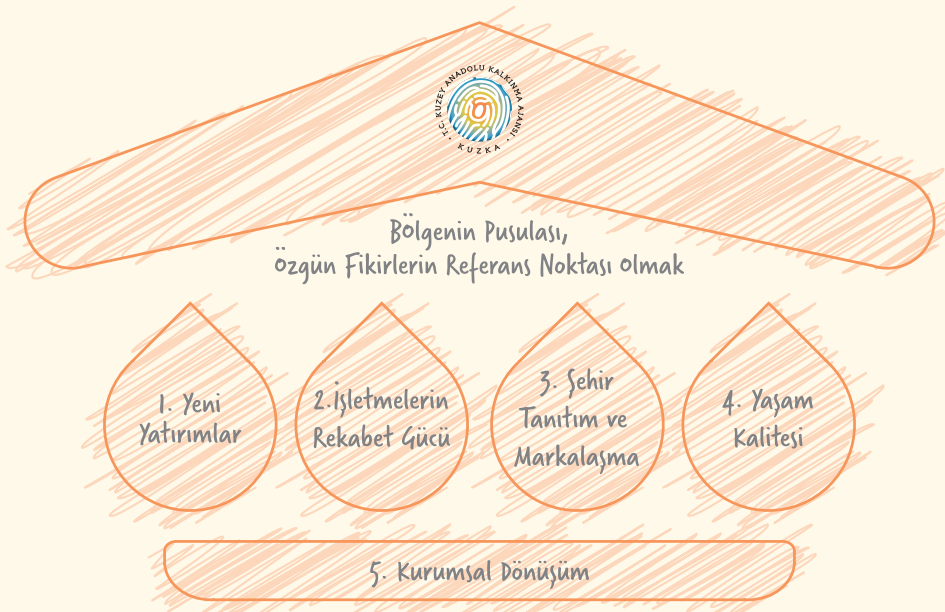 T.C. KUZEY ANADOLU KALKINMA AJANSI
• KUZKA •
Bölgenin Pusulası,
Özgün Fikirlerin Referans Noktası Olmak
1. Yeni
Yatırımlar
2.İşletmelerin
Rekabet Gücü
3. Şehir
Tanıtım ve
Markalaşma
4. Yaşam
Kalitesi
5. Kurumsal Dönüşüm